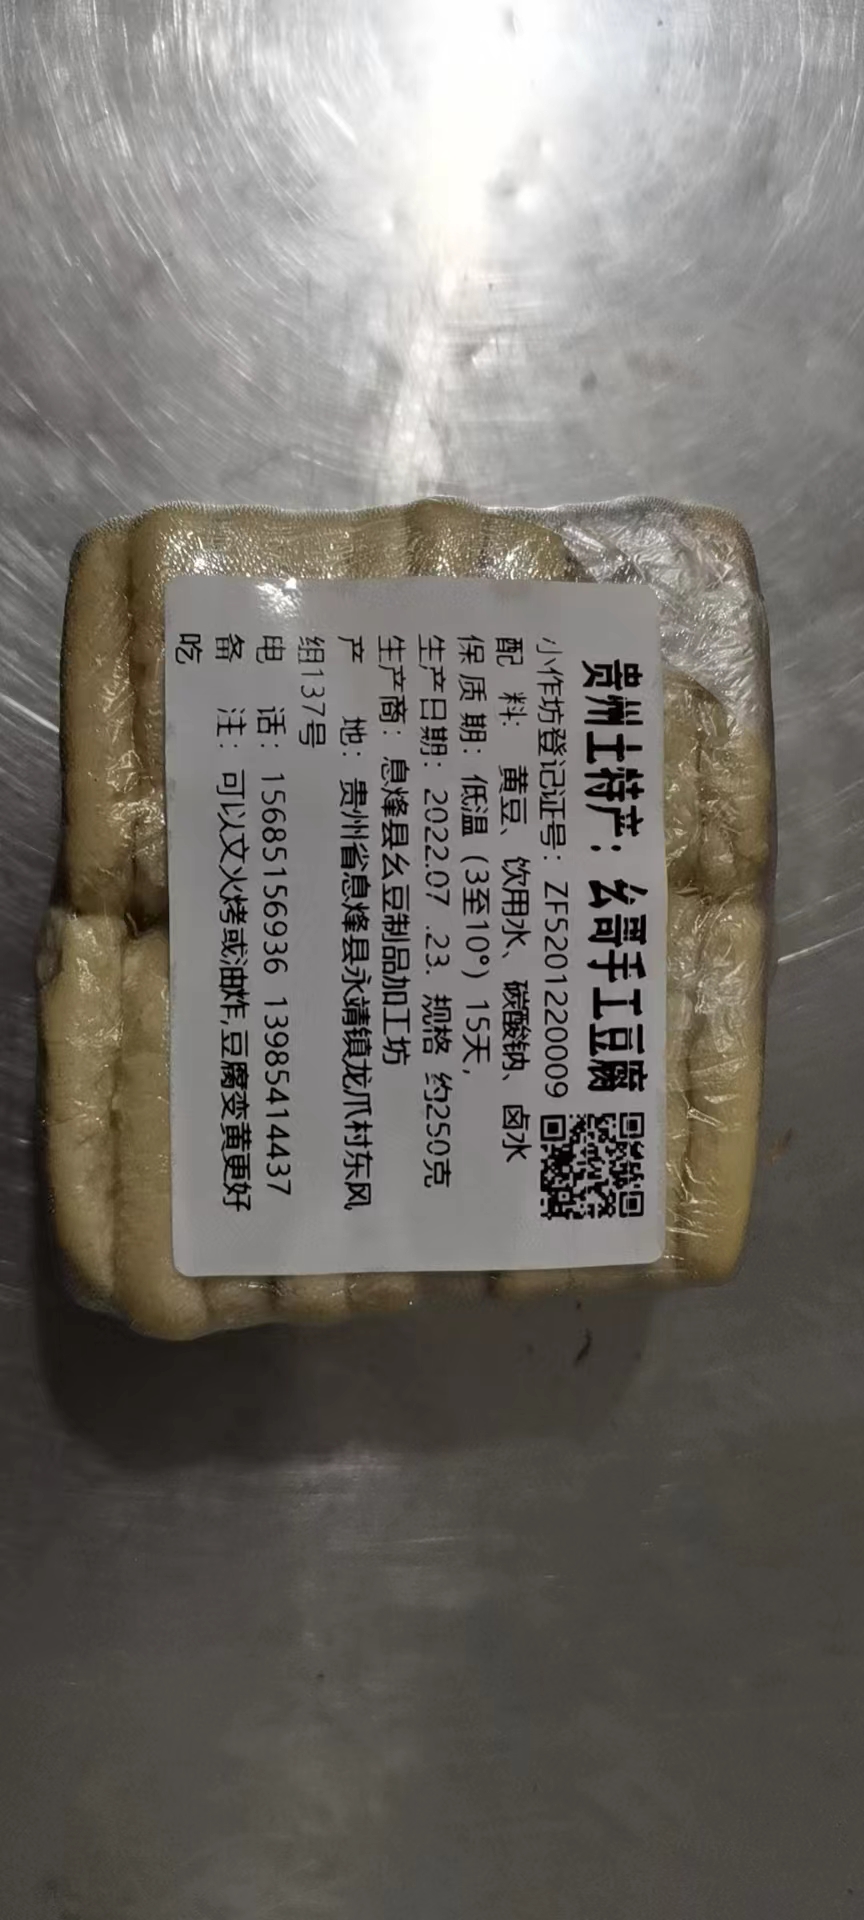 贵州土特产：幺哥手工豆腐
小作坊登记证号：ZF5201220009
配 料：黄豆、饮用水、碳酸钠、卤水
保 质 期：低温（3至10°）15天，
生产日期：2022.07 .23. 规格 约250克
生产商：息烽县幺豆制品加工坊
产 地：贵州省息烽县永靖镇龙爪村东风
组137号
电 话：15685156936 13985414437
备 注：可以文火烤或油炸,豆腐变黄更好
吃